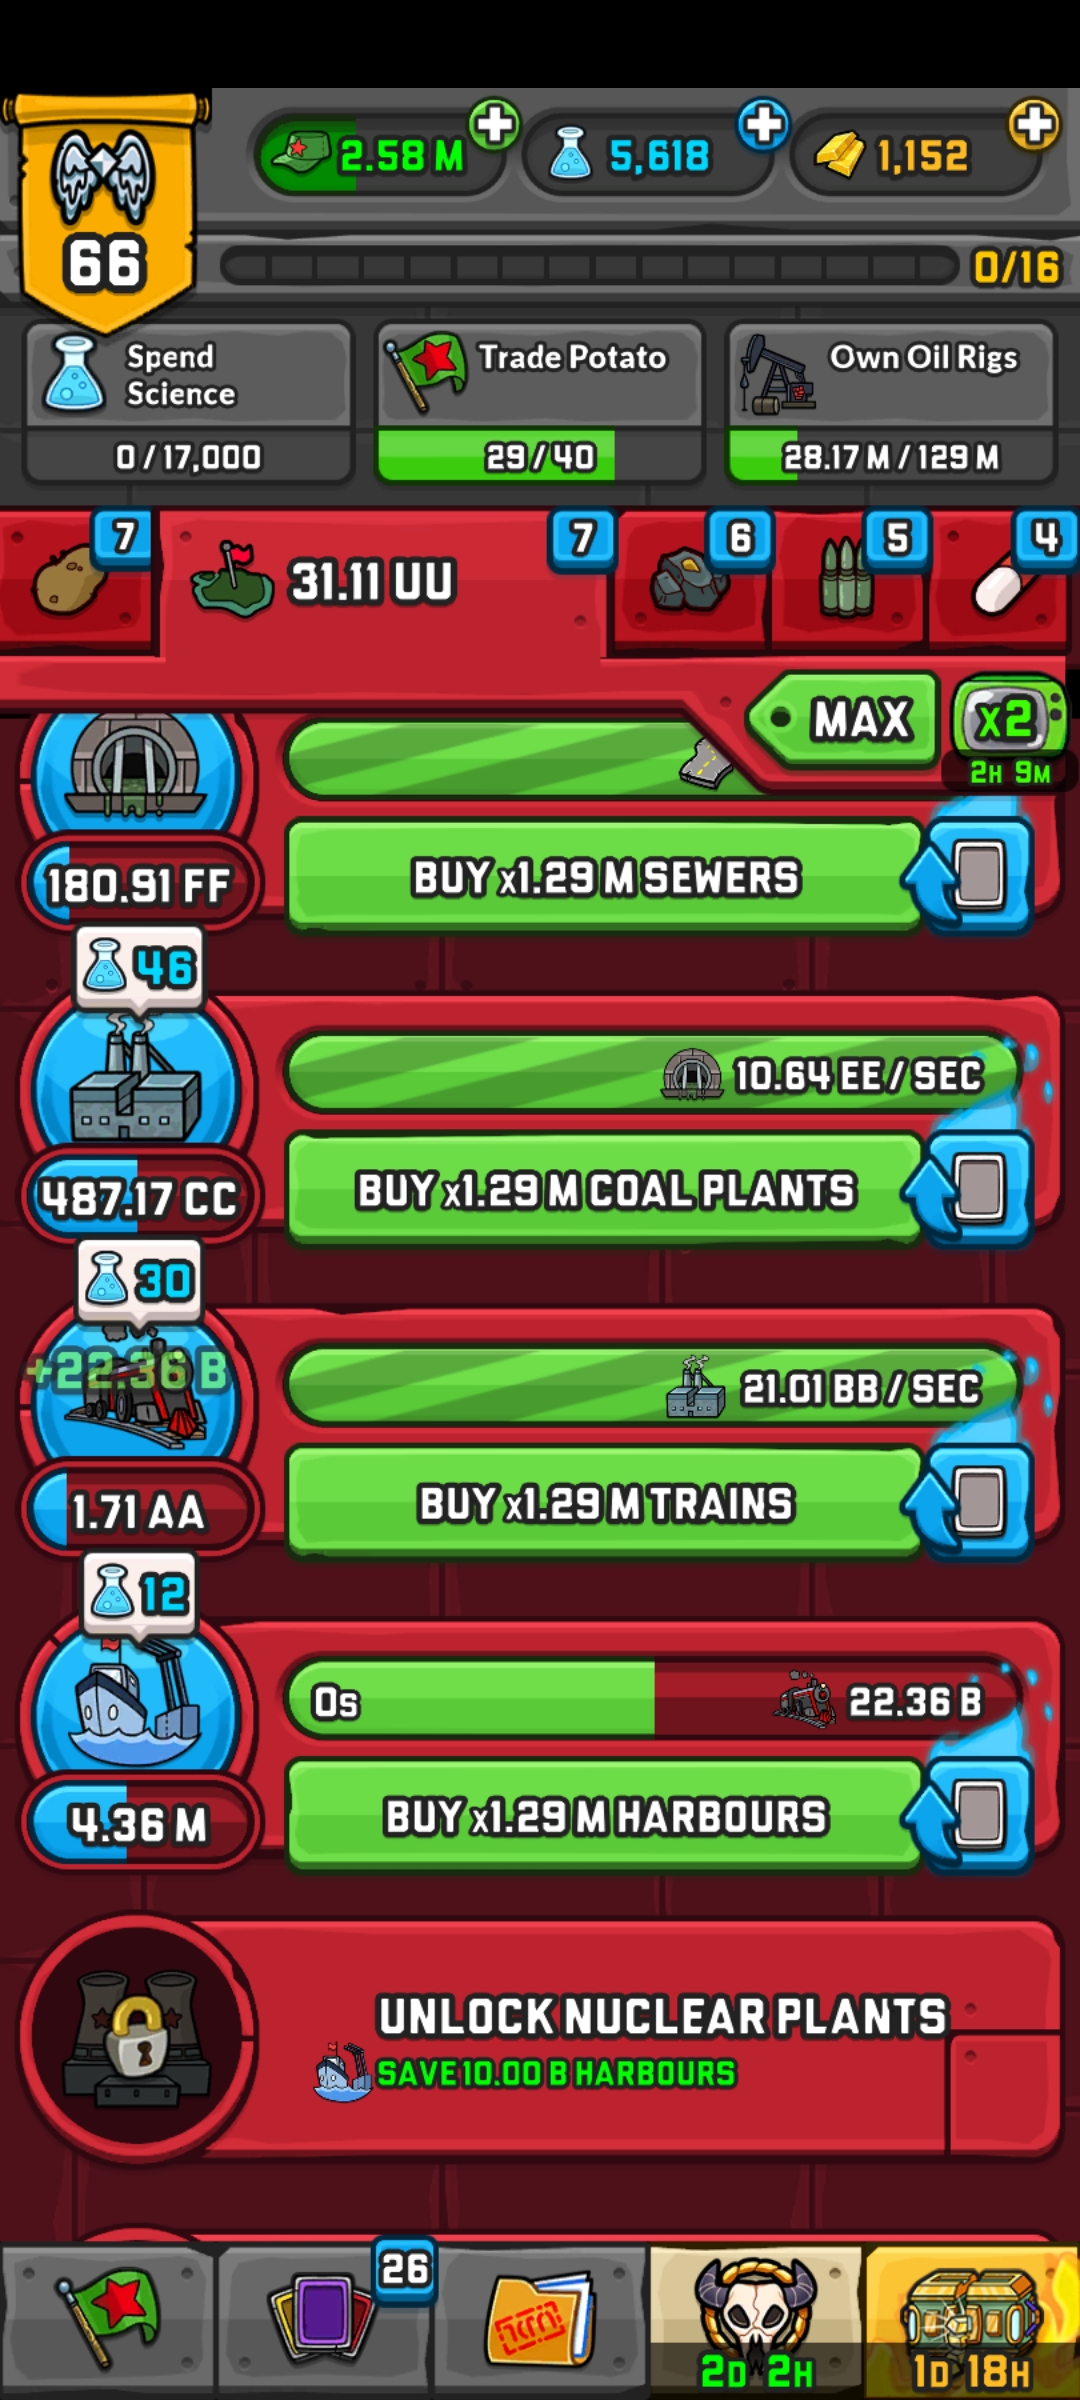 2.58 M
5,618
1,152
66
0/16
Spend
Science
Trade Potato
Own Oil Rigs
0/17,000
29/40
28.17 M/129 M
7
31.11 UU
7
6
5
4
MAX
x2
2H 9M
180.91 FF
BUY x1.29 M SEWERS
46
10.64 EE/SEC
487.17 CC
BUY x1.29 M COAL PLANTS
30
+22.36 B
21.01 BB/SEC
1.71 AA
BUY x1.29 M TRAINS
12
0s
22.36 B
4.36 M
BUY x1.29 M HARBOURS
UNLOCK NUCLEAR PLANTS
SAVE 10.00 B HARBOURS
26
2D 2H
1D 18H